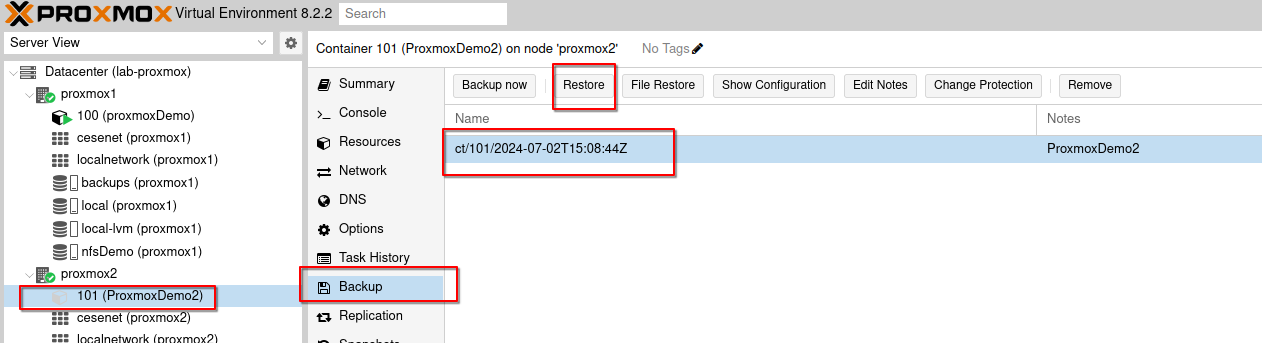 PROXMOX Virtual Environment 8.2.2 Search
Server View
Datacenter (lab-proxmox)
proxmox1
100 (proxmoxDemo)
cesenet (proxmox1)
localnetwork (proxmox1)
backups (proxmox1)
local (proxmox1)
local-lvm (proxmox1)
nfsDemo (proxmox1)
proxmox2
101 (ProxmoxDemo2)
cesenet (proxmox2)
localnetwork (proxmox2)
Container 101 (ProxmoxDemo2) on node 'proxmox2' No Tags
Summary
Console
Resources
Network
DNS
Options
Task History
Backup
Replication
Snapshots
Backup now Restore File Restore Show Configuration Edit Notes Change Protection Remove
Name Notes
ct/101/2024-07-02T15:08:44Z ProxmoxDemo2